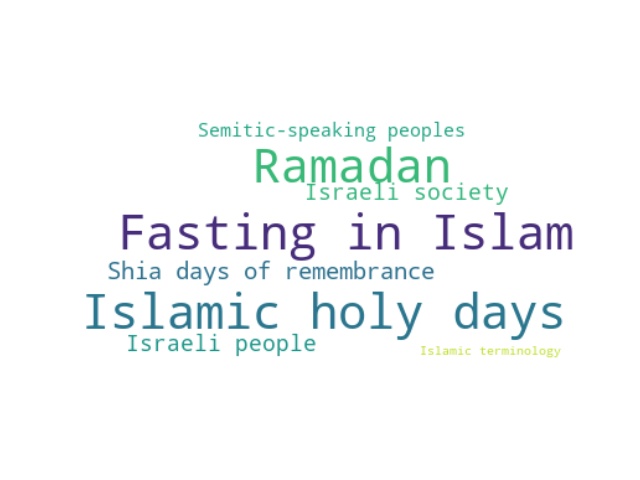 Semitic-speaking peoples
Ramadan
Israeli society
Fasting in Islam
Shia days of remembrance
Islamic holy days
Israeli people
Islamic terminology